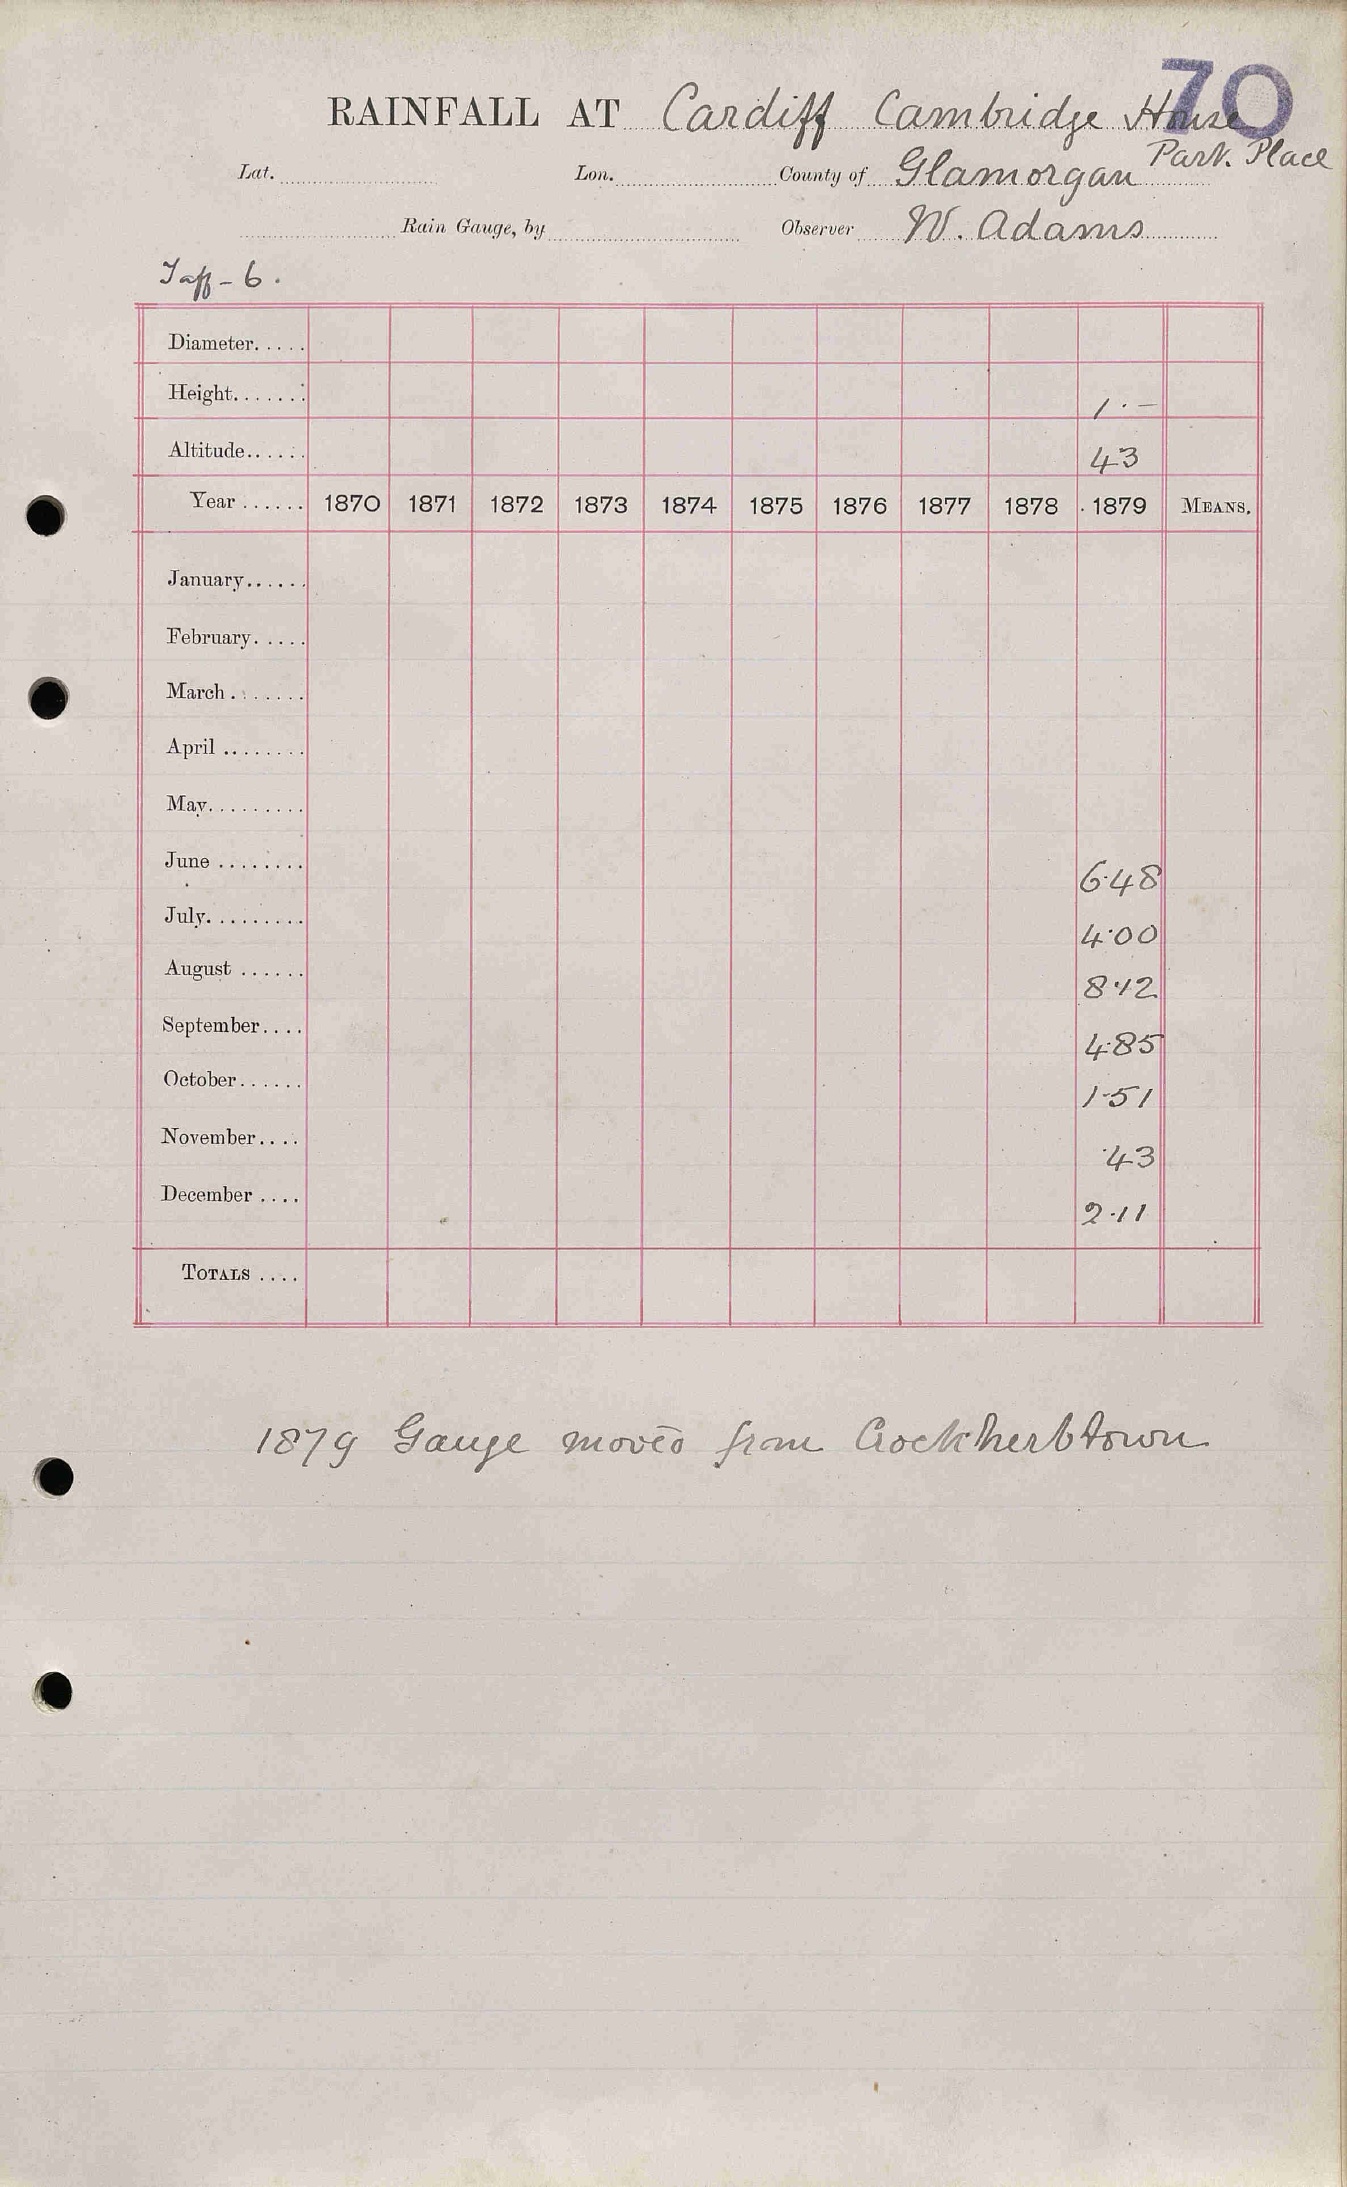 70
RAINFALL AT Cardiff Cambridge House
Park Place
Lat. Lon. County of Glamorgan
Rain Gauge, by Observer W. Adams
Taff - 6.
Diameter.....
Height....... 1·—
Altitude...... 43
Year ...... 1870 1871 1872 1873 1874 1875 1876 1877 1878 1879 MEANS.
January......
February.....
March .......
April ........
May.........
June ........ 6·48
July......... 4·00
August ...... 8·12
September.... 4·85
October...... 1·51
November.... ·43
December .... 2·11
TOTALS ....
1879 Gauge moved from Crockherbtown